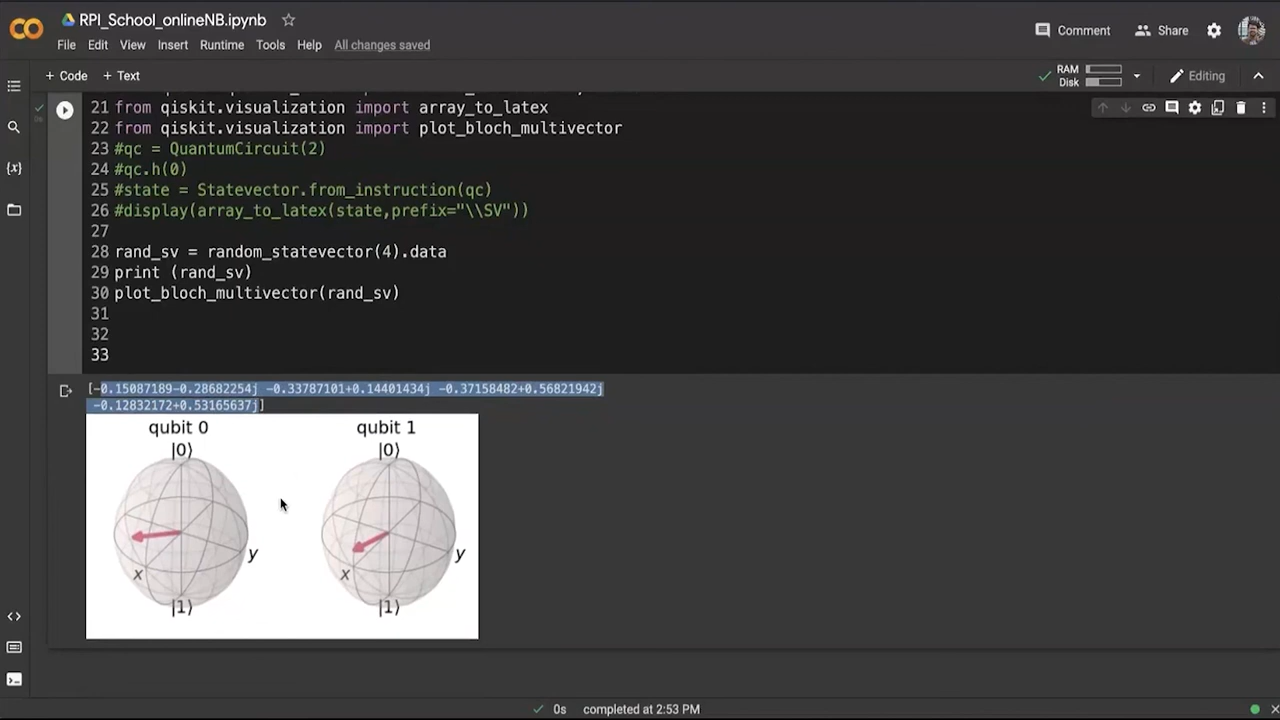 RPI_School_onlineNB.ipynb
Comment
Share
File Edit View Insert Runtime Tools Help All changes saved
+ Code + Text
RAM
Disk
Editing
21 from qiskit.visualization import array_to_latex
22 from qiskit.visualization import plot_bloch_multivector
23 #qc = QuantumCircuit(2)
24 #qc.h(0)
25 #state = Statevector.from_instruction(qc)
26 #display(array_to_latex(state,prefix="\\SV"))
27
28 rand_sv = random_statevector(4).data
29 print (rand_sv)
30 plot_bloch_multivector(rand_sv)
31
32
33
[-0.15087189-0.28682254j -0.33787101+0.14401434j -0.37158482+0.56821942j
-0.12832172+0.53165637j]
qubit 0 qubit 1
|0⟩ |0⟩
y y
x x
|1⟩ |1⟩
0s completed at 2:53 PM